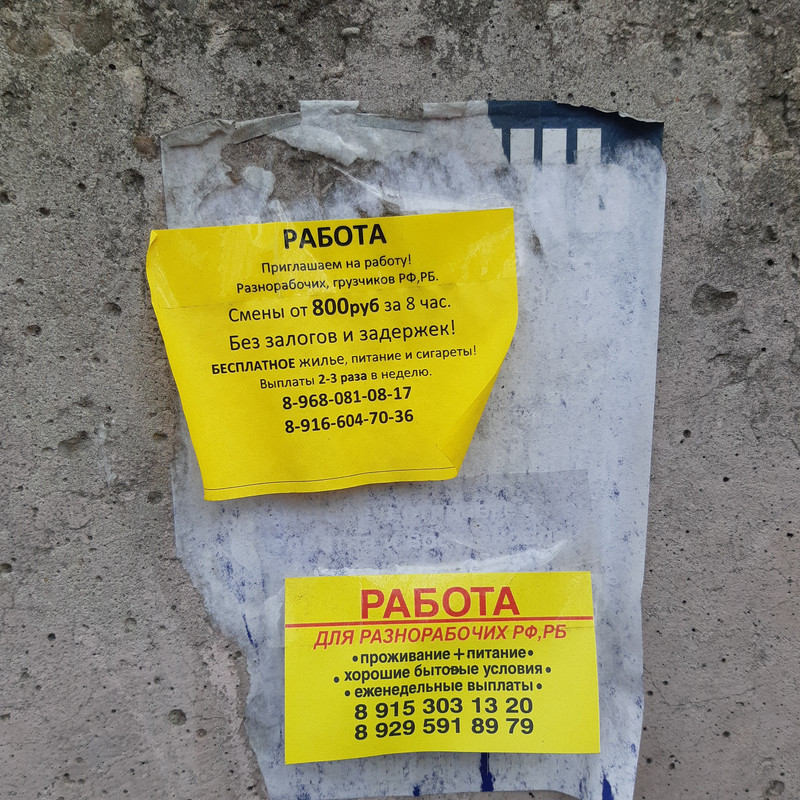 РАБОТА
Приглашаем на работу!
Разнорабочих, грузчиков РФ,РБ.
Смены от 800руб за 8 час.
Без залогов и задержек!
БЕСПЛАТНОЕ жилье, питание и сигареты!
Выплаты 2-3 раза в неделю.
8-968-081-08-17
8-916-604-70-36
РАБОТА
ДЛЯ РАЗНОРАБОЧИХ РФ,РБ
•проживание+питание•
•хорошие бытовые условия•
•еженедельные выплаты•
8 915 303 13 20
8 929 591 89 79